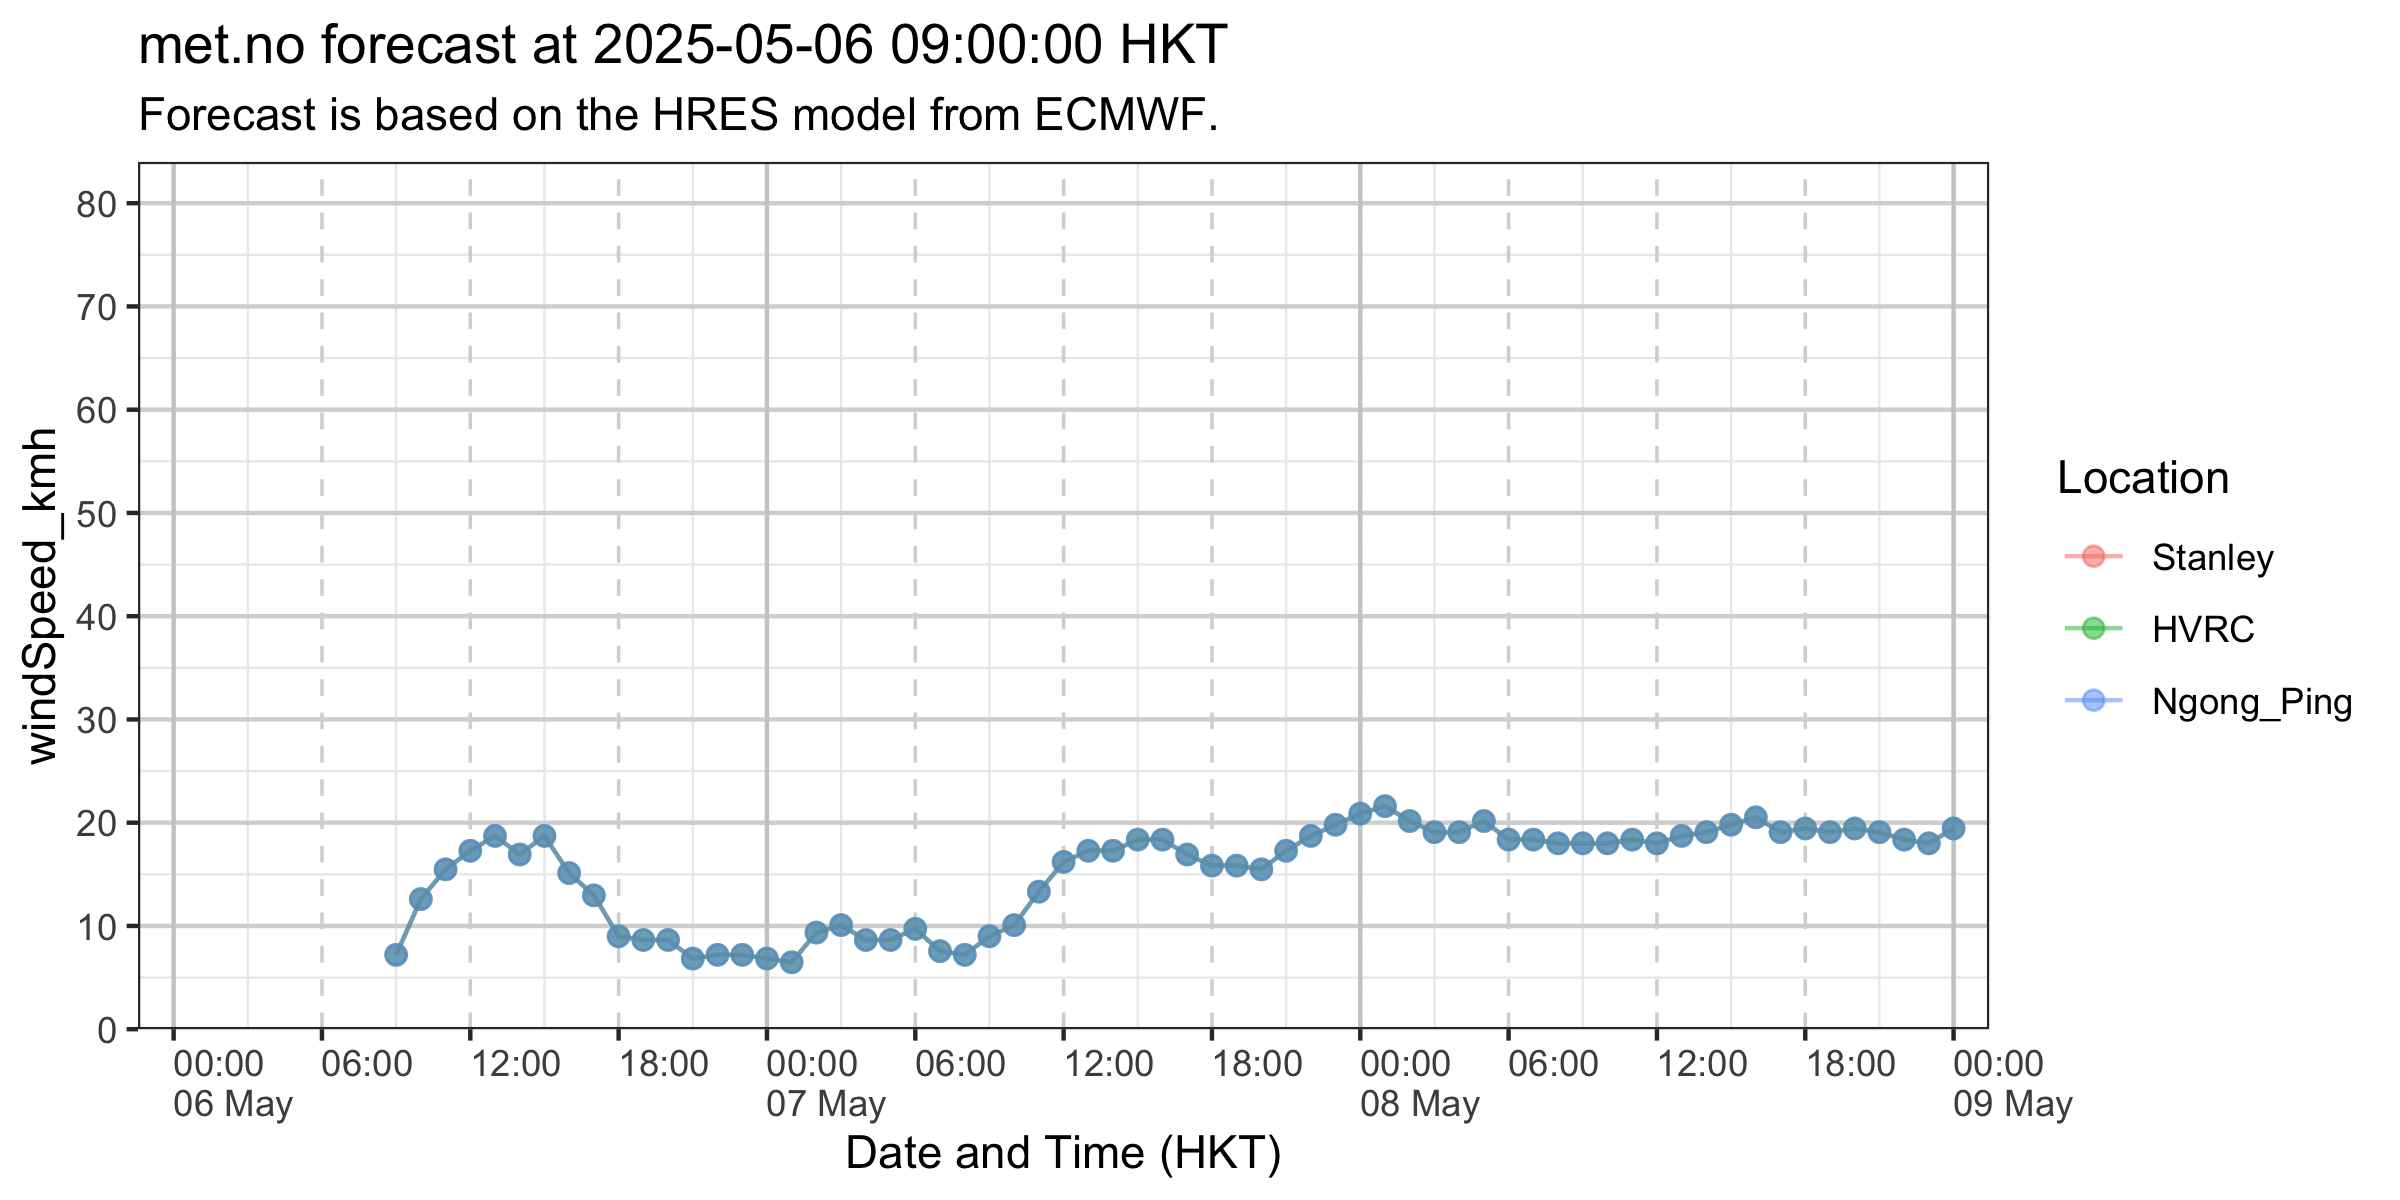 met.no forecast at 2025-05-06 09:00:00 HKT
Forecast is based on the HRES model from ECMWF.
windSpeed_kmh
80
70
60
50
40
30
20
10
0
00:00 06:00 12:00 18:00 00:00 06:00 12:00 18:00 00:00 06:00 12:00 18:00 00:00
06 May 07 May 08 May 09 May
Date and Time (HKT)
Location
Stanley
HVRC
Ngong_Ping